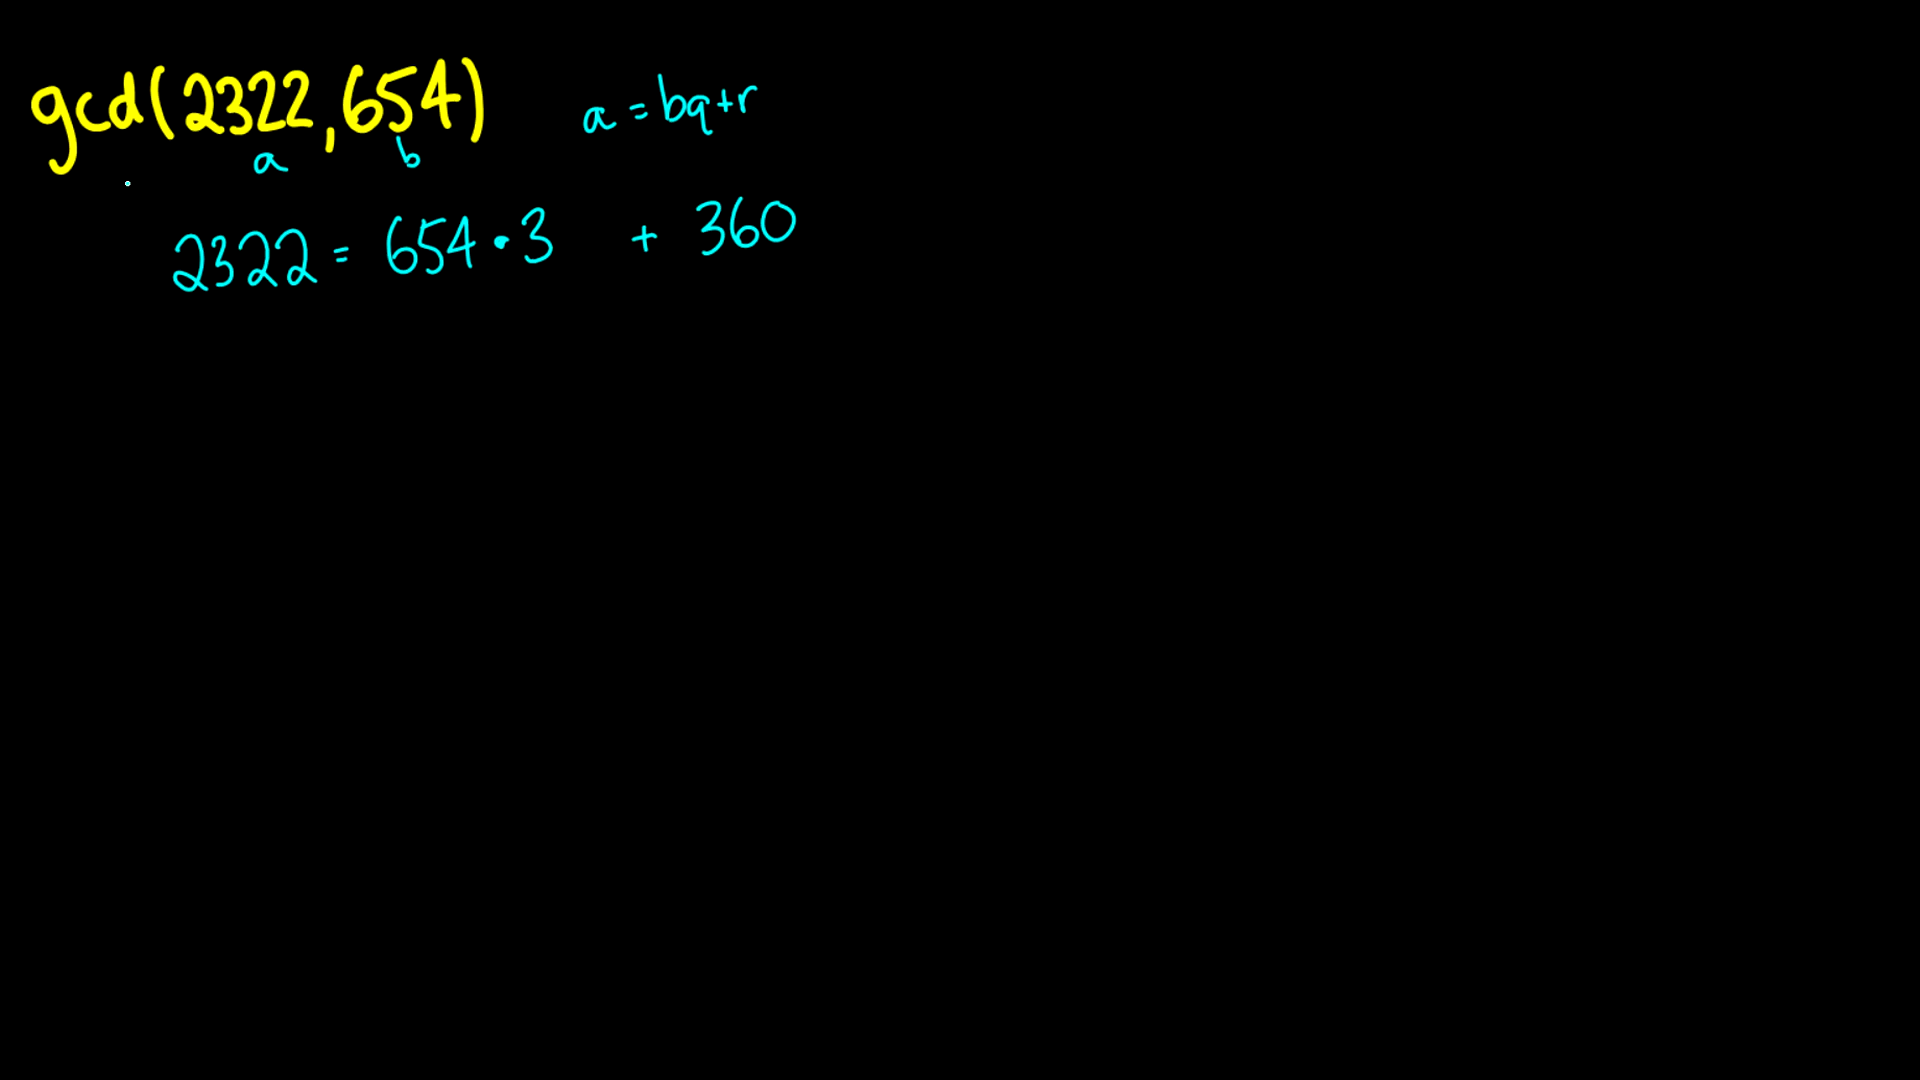 gcd(2322,654) a = bq+r
a b
2322 = 654 • 3 + 360